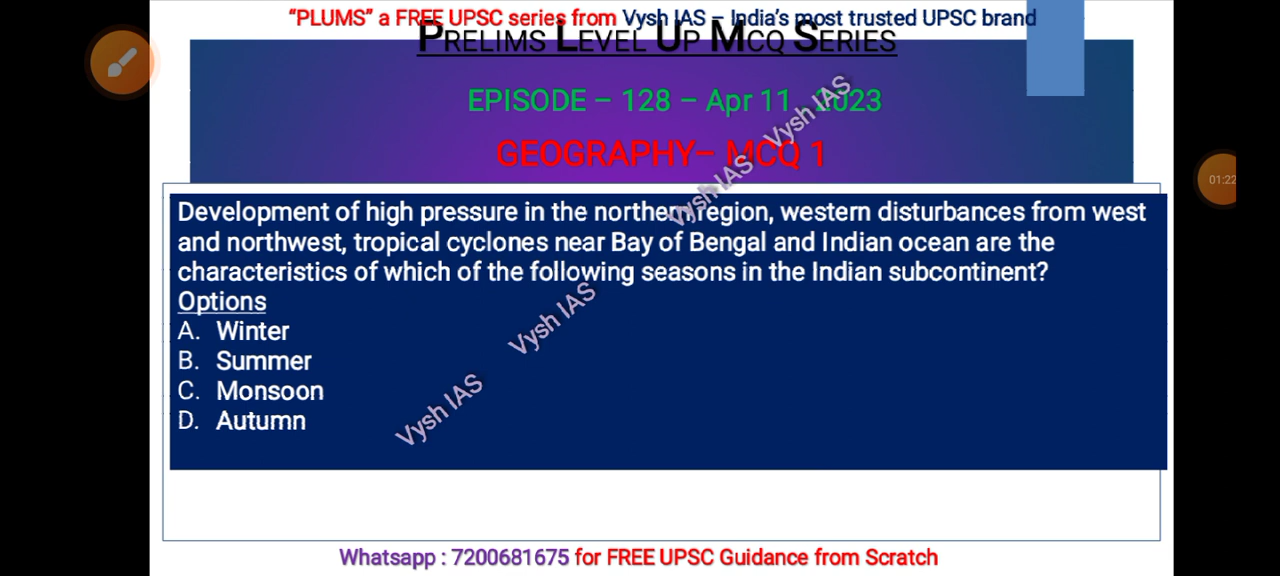 “PLUMS” a FREE UPSC series from Vysh IAS – India’s most trusted UPSC brand
PRELIMS LEVEL UP MCQ SERIES
EPISODE – 128 – Apr 11, 2023
GEOGRAPHY– MCQ 1
Development of high pressure in the northern region, western disturbances from west
and northwest, tropical cyclones near Bay of Bengal and Indian ocean are the
characteristics of which of the following seasons in the Indian subcontinent?
Options
A. Winter
B. Summer
C. Monsoon
D. Autumn
Vysh IAS
Vysh IAS
Vysh IAS
Vysh IAS
01:22
Whatsapp : 7200681675 for FREE UPSC Guidance from Scratch